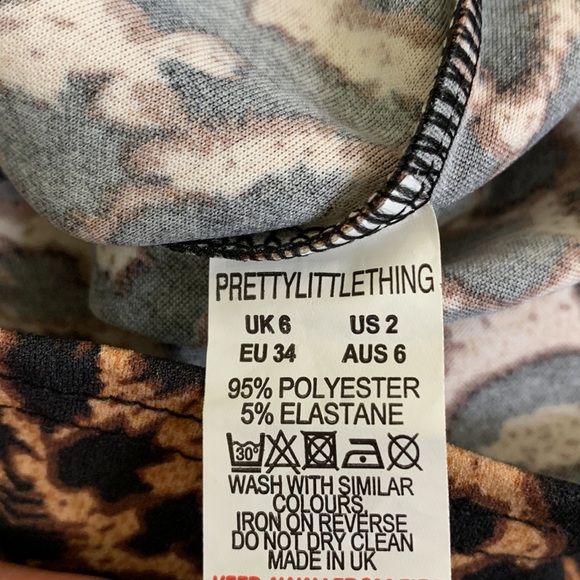 PRETTYLITTLETHING
UK 6 US 2
EU 34 AUS 6
95% POLYESTER
5% ELASTANE
30°
WASH WITH SIMILAR
COLOURS.
IRON ON REVERSE
DO NOT DRY CLEAN
MADE IN UK